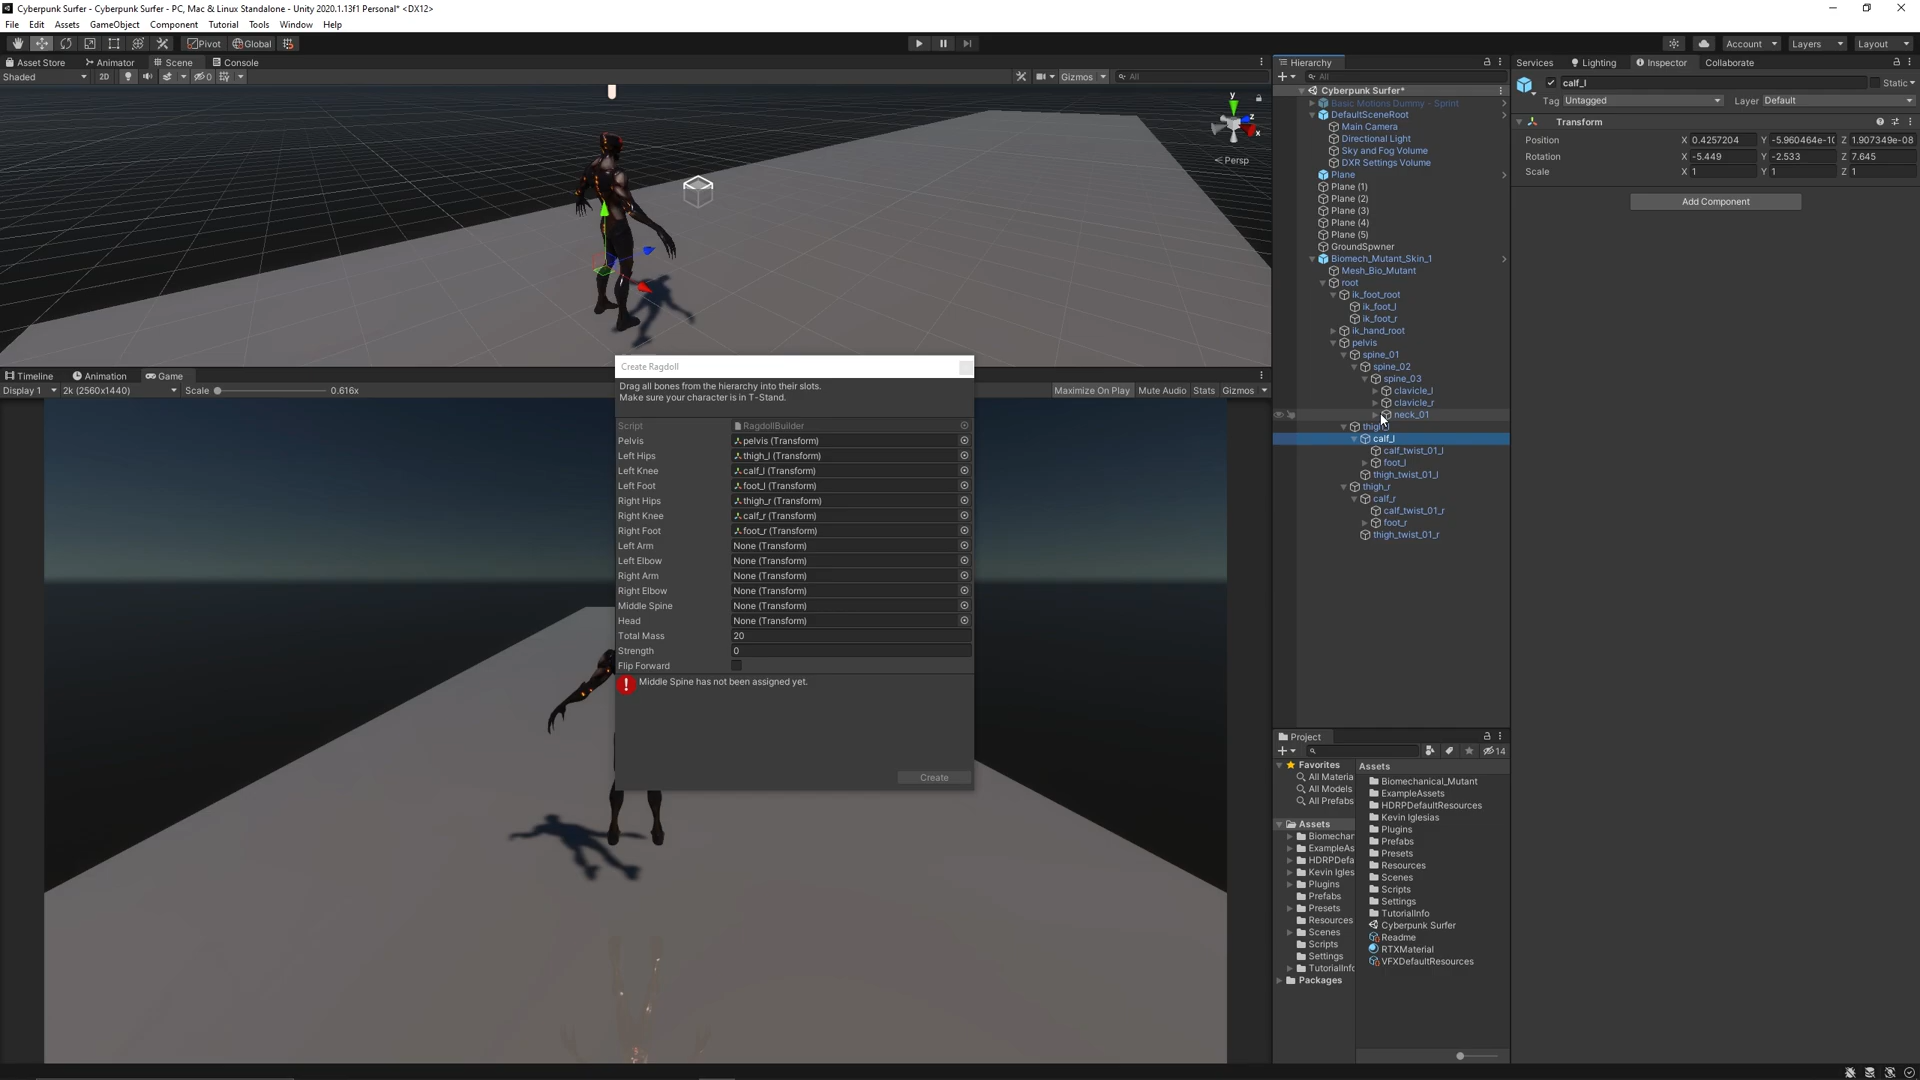 Cyberpunk Surfer - Cyberpunk Surfer - PC, Mac & Linux Standalone - Unity 2020.1.13f1 Personal* <DX12>
File Edit Assets GameObject Component Tutorial Tools Window Help
Pivot Global Account Layers Layout
Asset Store Animator Scene Console
Shaded 2D 0 Gizmos All
y z x
Persp
Timeline Animation Game
Display 1 2k (2560x1440) Scale 0.616x Maximize On Play Mute Audio Stats Gizmos
Create Ragdoll
Drag all bones from the hierarchy into their slots.
Make sure your character is in T-Stand.
Script RagdollBuilder
Pelvis pelvis (Transform)
Left Hips thigh_l (Transform)
Left Knee calf_l (Transform)
Left Foot foot_l (Transform)
Right Hips thigh_r (Transform)
Right Knee calf_r (Transform)
Right Foot foot_r (Transform)
Left Arm None (Transform)
Left Elbow None (Transform)
Right Arm None (Transform)
Right Elbow None (Transform)
Middle Spine None (Transform)
Head None (Transform)
Total Mass 20
Strength 0
Flip Forward
Middle Spine has not been assigned yet.
Create
Hierarchy
All
Cyberpunk Surfer*
Basic Motions Dummy - Sprint
DefaultSceneRoot
Main Camera
Directional Light
Sky and Fog Volume
DXR Settings Volume
Plane
Plane (1)
Plane (2)
Plane (3)
Plane (4)
Plane (5)
GroundSpwner
Biomech_Mutant_Skin_1
Mesh_Bio_Mutant
root
ik_foot_root
ik_foot_l
ik_foot_r
ik_hand_root
pelvis
spine_01
spine_02
spine_03
clavicle_l
clavicle_r
neck_01
thigh_l
calf_l
calf_twist_01_l
foot_l
thigh_twist_01_l
thigh_r
calf_r
calf_twist_01_r
foot_r
thigh_twist_01_r
Services Lighting Inspector Collaborate
calf_l Static
Tag Untagged Layer Default
Transform
Position X 0.4257204 Y -5.960464e-10 Z 1.907349e-08
Rotation X -5.449 Y -2.533 Z 7.645
Scale X 1 Y 1 Z 1
Add Component
Project
14
Favorites
All Materia
All Models
All Prefabs
Assets
Biomechan
ExampleAs
HDRPDefa
Kevin Igles
Plugins
Prefabs
Presets
Resources
Scenes
Scripts
Settings
TutorialInfo
Packages
Assets
Biomechanical_Mutant
ExampleAssets
HDRPDefaultResources
Kevin Iglesias
Plugins
Prefabs
Presets
Resources
Scenes
Scripts
Settings
TutorialInfo
Cyberpunk Surfer
Readme
RTXMaterial
VFXDefaultResources